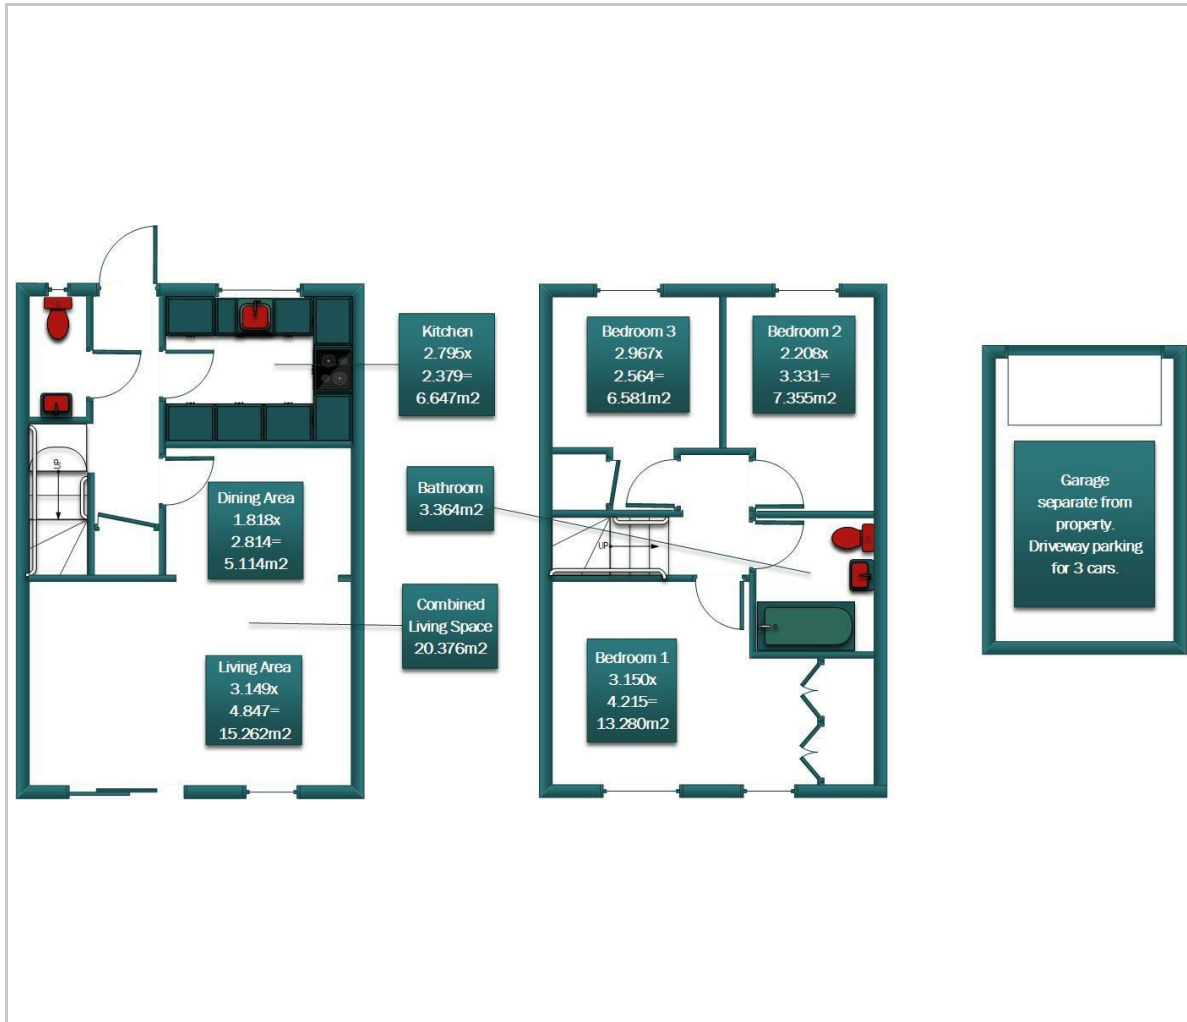 Kitchen
2.795x
2.379=
6.647m2
UP
Dining Area
1.818x
2.814=
5.114m2
Combined
Living Space
20.376m2
Living Area
3.149x
4.847=
15.262m2
Bedroom 3
2.967x
2.564=
6.581m2
Bedroom 2
2.208x
3.331=
7.355m2
Bathroom
3.364m2
UP
Bedroom 1
3.150x
4.215=
13.280m2
Garage
separate from
property.
Driveway parking
for 3 cars.